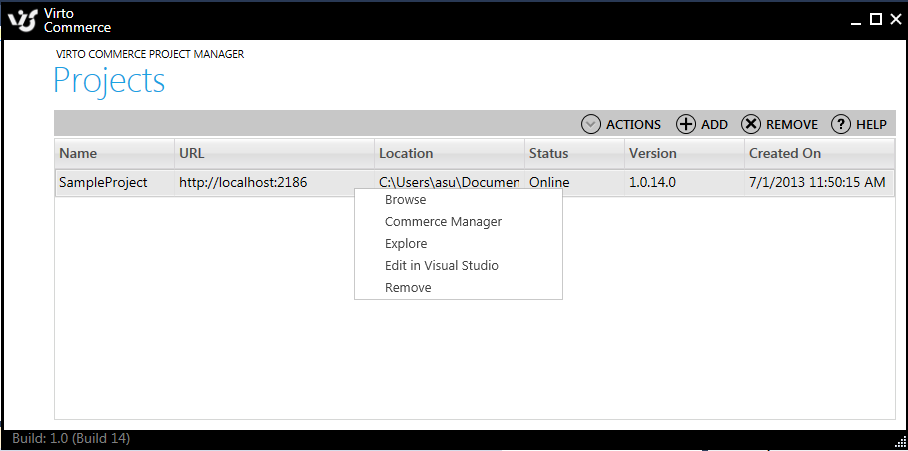 Virto
Commerce
VIRTO COMMERCE PROJECT MANAGER
Projects
ACTIONS ADD REMOVE HELP
Name URL Location Status Version Created On
SampleProject http://localhost:2186 C:\Users\asu\Documen Online 1.0.14.0 7/1/2013 11:50:15 AM
Browse
Commerce Manager
Explore
Edit in Visual Studio
Remove
Build: 1.0 (Build 14)